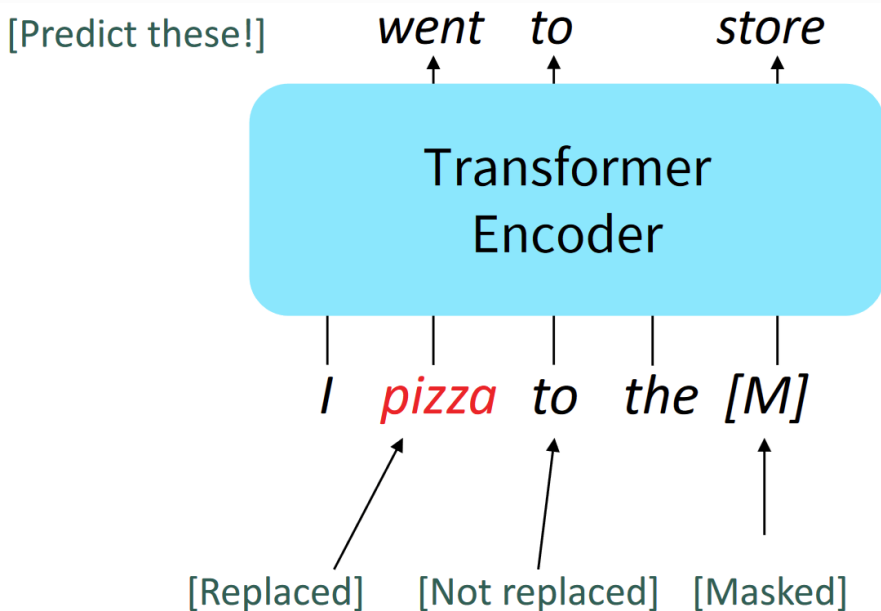 [Predict these!] went to store
Transformer
Encoder
I pizza to the [M]
[Replaced] [Not replaced] [Masked]